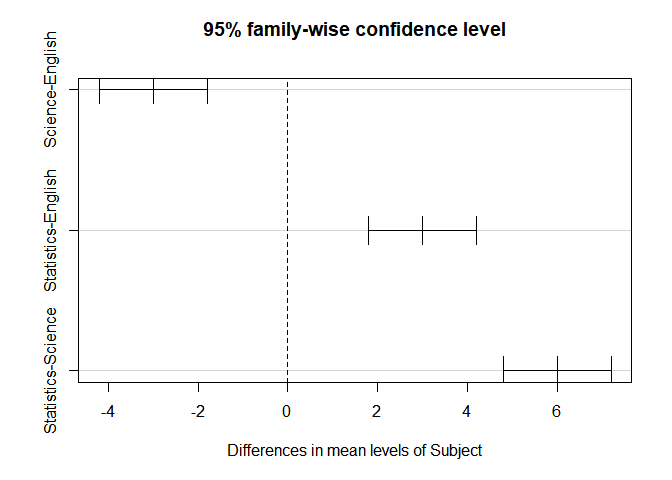 95% family-wise confidence level
Science-English
Statistics-English
Statistics-Science
-4 -2 0 2 4 6
Differences in mean levels of Subject